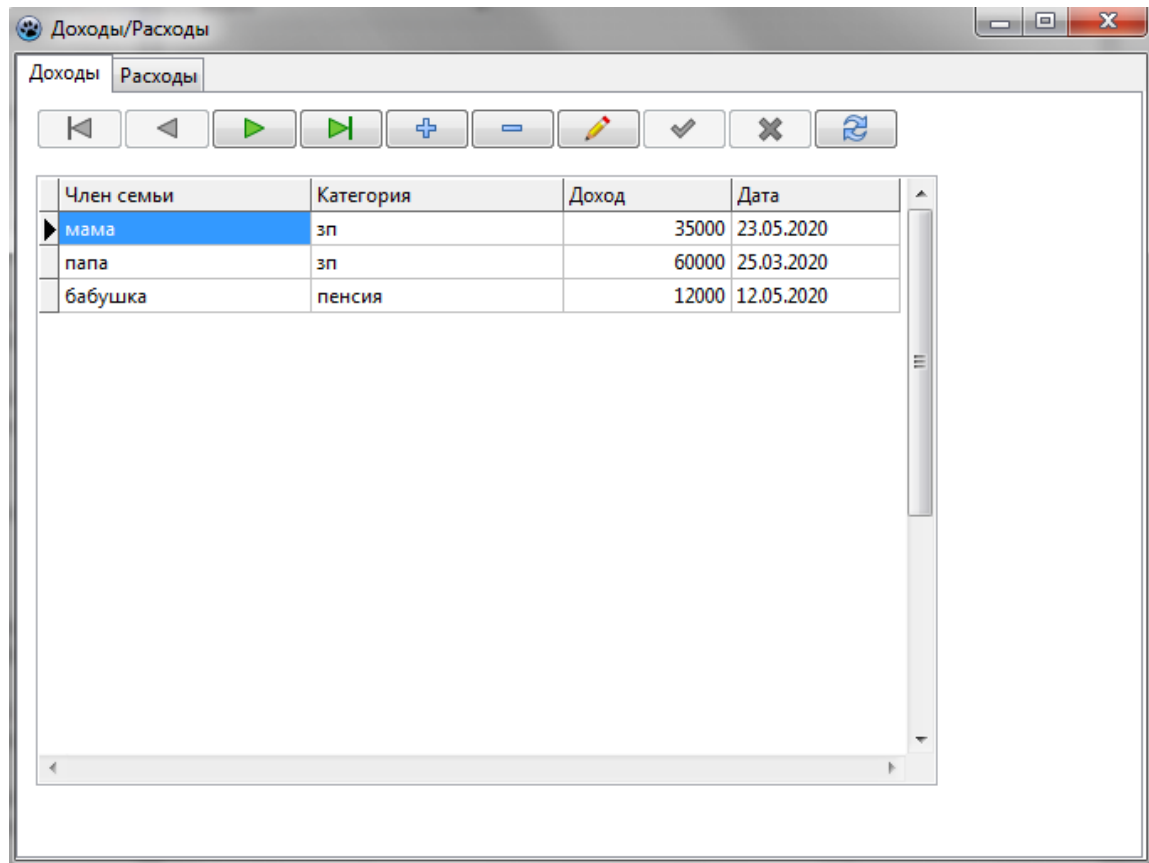 Доходы/Расходы
Доходы Расходы
Член семьи Категория Доход Дата
мама зп 35000 23.05.2020
папа зп 60000 25.03.2020
бабушка пенсия 12000 12.05.2020